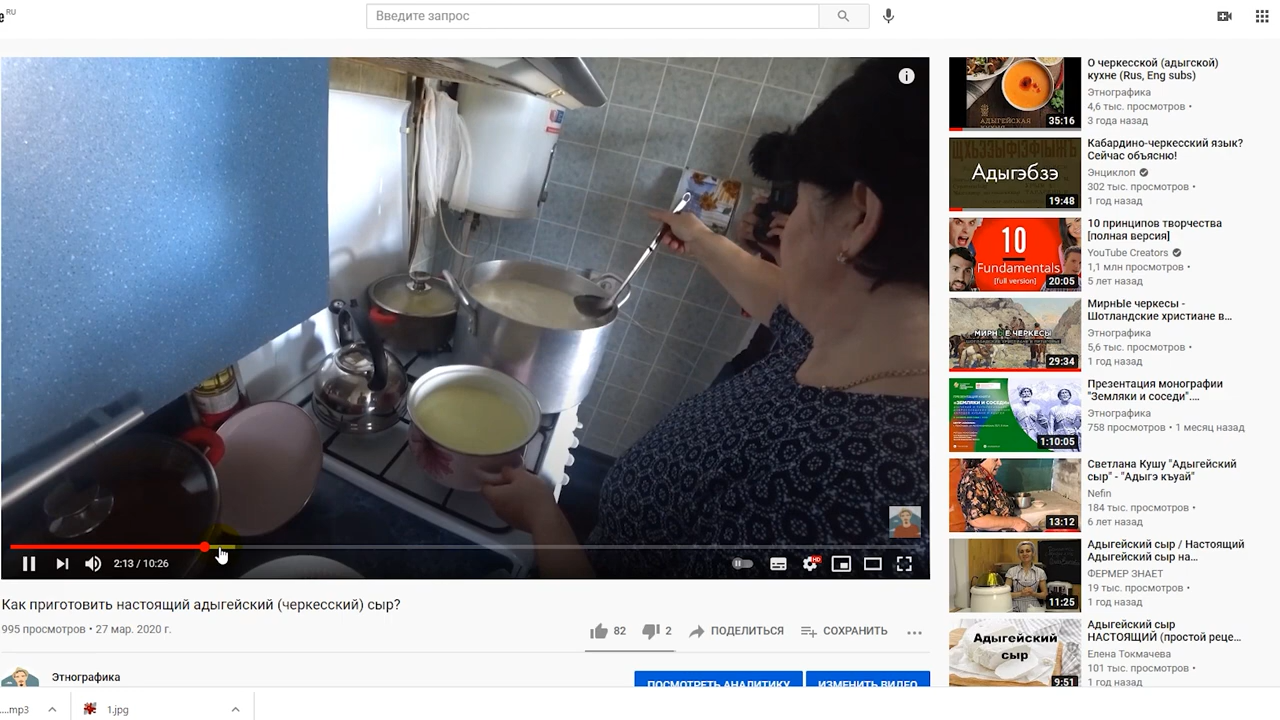 RU
Введите запрос
2:13 / 10:26
HD
Как приготовить настоящий адыгейский (черкесский) сыр?
995 просмотров • 27 мар. 2020 г.
82
2
ПОДЕЛИТЬСЯ
СОХРАНИТЬ
Этнографика
ПОСМОТРЕТЬ АНАЛИТИКУ
ИЗМЕНИТЬ ВИДЕО
АДЫГЕЙСКАЯ
35:16
О черкесской (адыгской)
кухне (Rus, Eng subs)
Этнографика
4,6 тыс. просмотров •
3 года назад
Адыгэбзэ
19:48
Кабардино-черкесский язык?
Сейчас объясню!
Энциклоп
302 тыс. просмотров •
1 год назад
10
Fundamentals
[full version]
20:05
10 принципов творчества
[полная версия]
YouTube Creators
1,1 млн просмотров •
5 лет назад
МИРНЫЕ ЧЕРКЕСЫ
29:34
МирнЫе черкесы -
Шотландские христиане в...
Этнографика
5,6 тыс. просмотров •
1 год назад
«ЗЕМЛЯКИ И СОСЕДИ»
1:10:05
Презентация монографии
"Земляки и соседи"....
Этнографика
758 просмотров • 1 месяц назад
13:12
Светлана Кушу "Адыгейский
сыр" - "Адыгэ къуай"
Nefin
184 тыс. просмотров •
6 лет назад
11:25
Адыгейский сыр / Настоящий
Адыгейский сыр на...
ФЕРМЕР ЗНАЕТ
19 тыс. просмотров •
1 год назад
Адыгейский
сыр
9:51
Адыгейский сыр
НАСТОЯЩИЙ (простой реце...
Елена Токмачева
101 тыс. просмотров •
1 год назад
....mp3
1.jpg